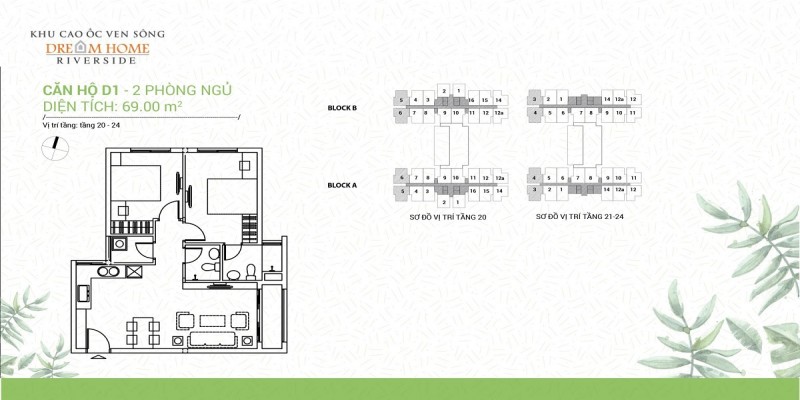 KHU CAO ỐC VEN SÔNG
DREAM HOME
RIVERSIDE
CĂN HỘ D1 - 2 PHÒNG NGỦ
DIỆN TÍCH: 69.00 m²
Vị trí tầng: tầng 20 - 24
BLOCK B
2 1
5 4 3 16 15 14
6 7 8 9 10 11 12 12a
3 2 1 14 12a 12
4 5 6 7 8 9 10 11
BLOCK A
6 7 8 9 10 11 12 12a
5 4 3 16 15 14
2 1
4 5 6 7 8 9 10 11
3 2 1 14 12
SƠ ĐỒ VỊ TRÍ TẦNG 20
SƠ ĐỒ VỊ TRÍ TẦNG 21-24